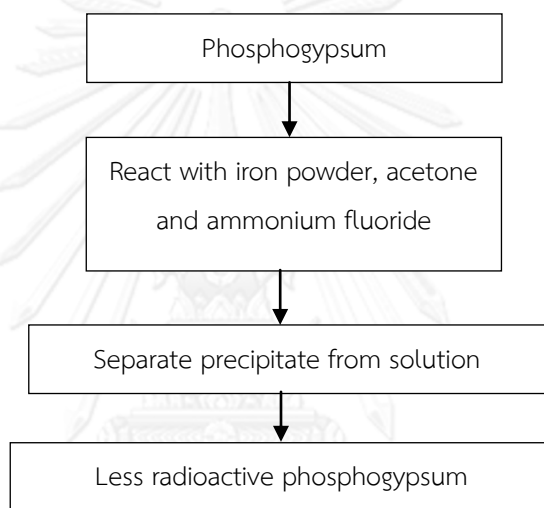 Phosphogypsum
React with iron powder, acetone
and ammonium fluoride
Separate precipitate from solution
Less radioactive phosphogypsum